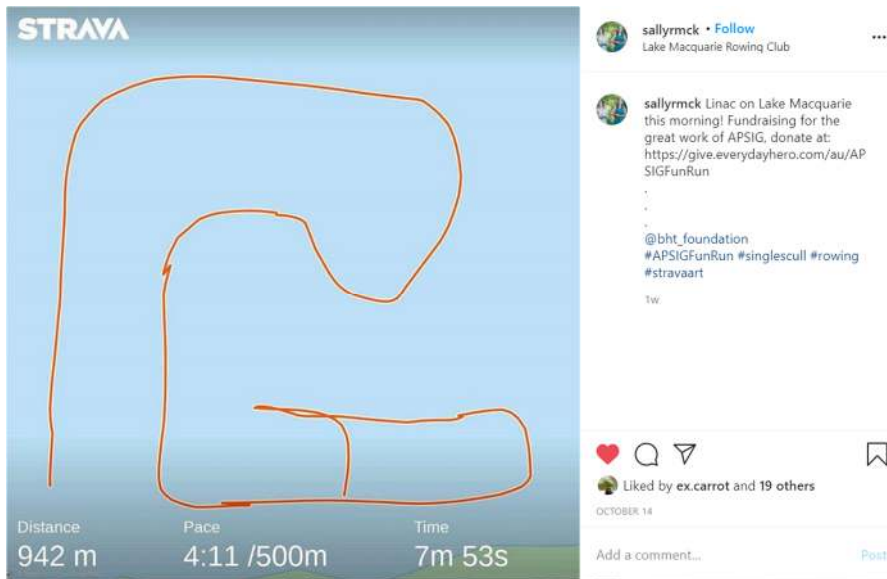 STRAVA
Distance
942 m
Pace
4:11 /500m
Time
7m 53s
sallyrmck • Follow
Lake Macquarie Rowing Club
sallyrmck Linac on Lake Macquarie
this morning! Fundraising for the
great work of APSIG, donate at:
https://give.everydayhero.com/au/AP
SIGFunRun
.
.
.
@bht_foundation
#APSIGFunRun #singlescull #rowing
#stravaart
1w
Liked by ex.carrot and 19 others
OCTOBER 14
Add a comment...
Post